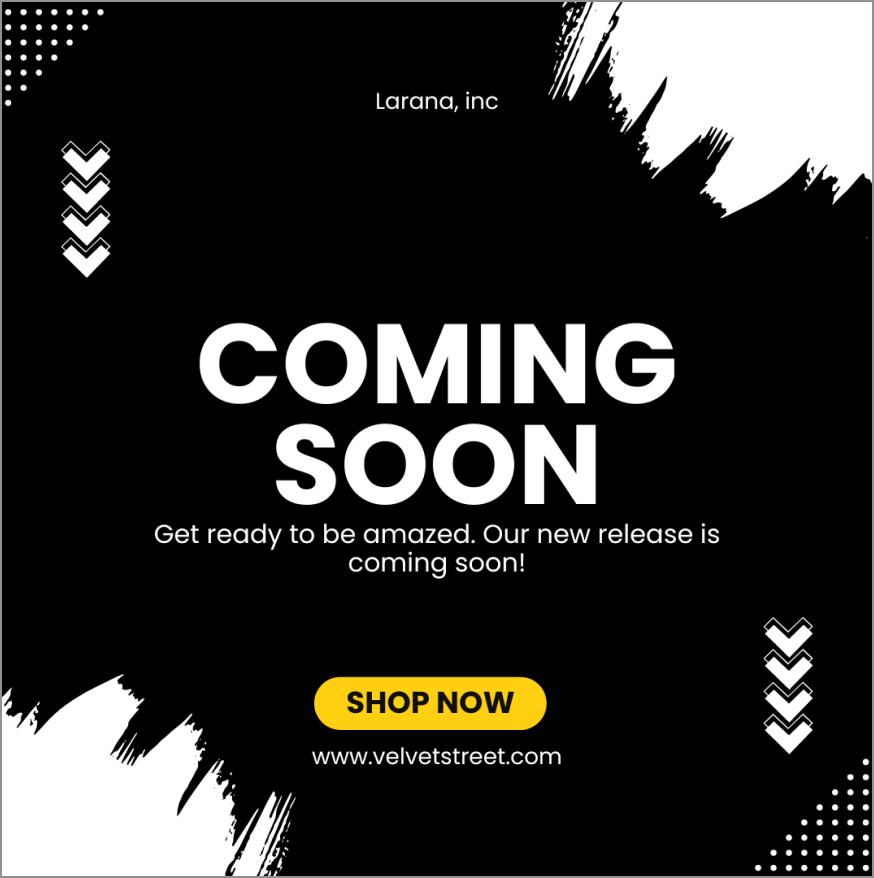 Larana, inc
COMING
SOON
Get ready to be amazed. Our new release is
coming soon!
SHOP NOW
www.velvetstreet.com